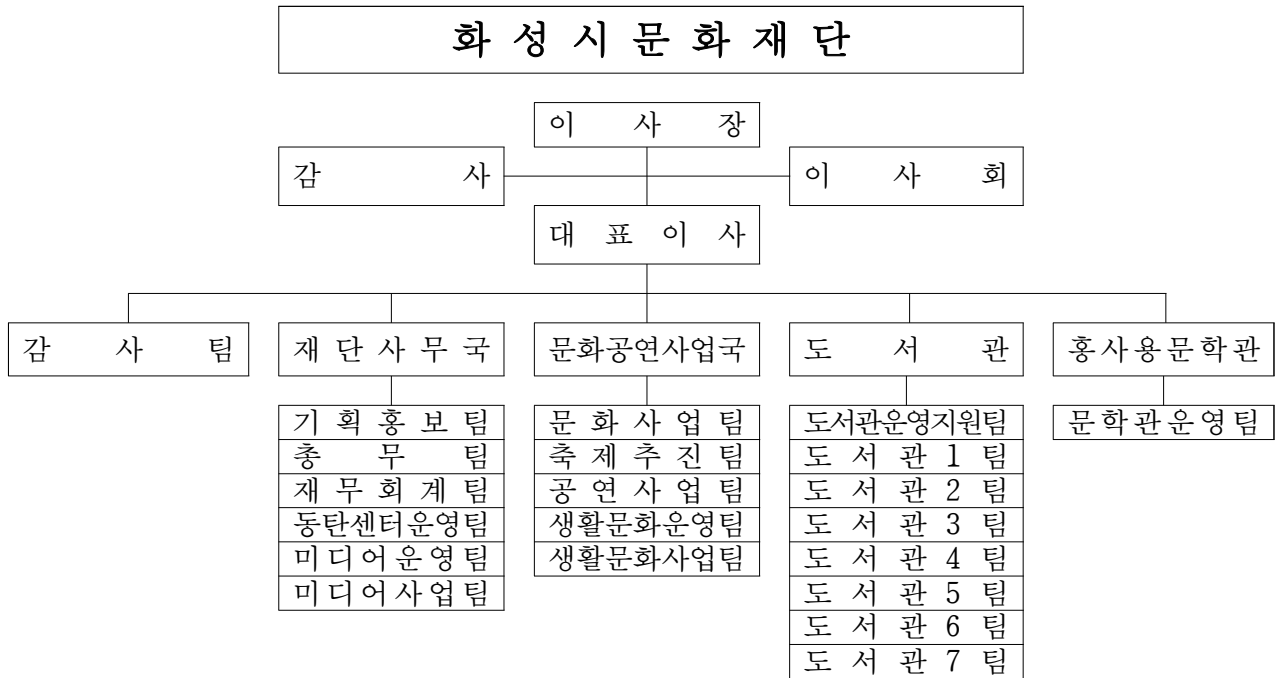 화성시문화재단
이사장
감사 이사회
대표이사
감사팀 재단사무국 문화공연사업국 도서관 홍사용문학관
기획홍보팀 문화사업팀 도서관운영지원팀 문학관운영팀
총무팀 축제추진팀 도서관1팀
재무회계팀 공연사업팀 도서관2팀
동탄센터운영팀 생활문화운영팀 도서관3팀
미디어운영팀 생활문화사업팀 도서관4팀
미디어사업팀 도서관5팀
도서관6팀
도서관7팀